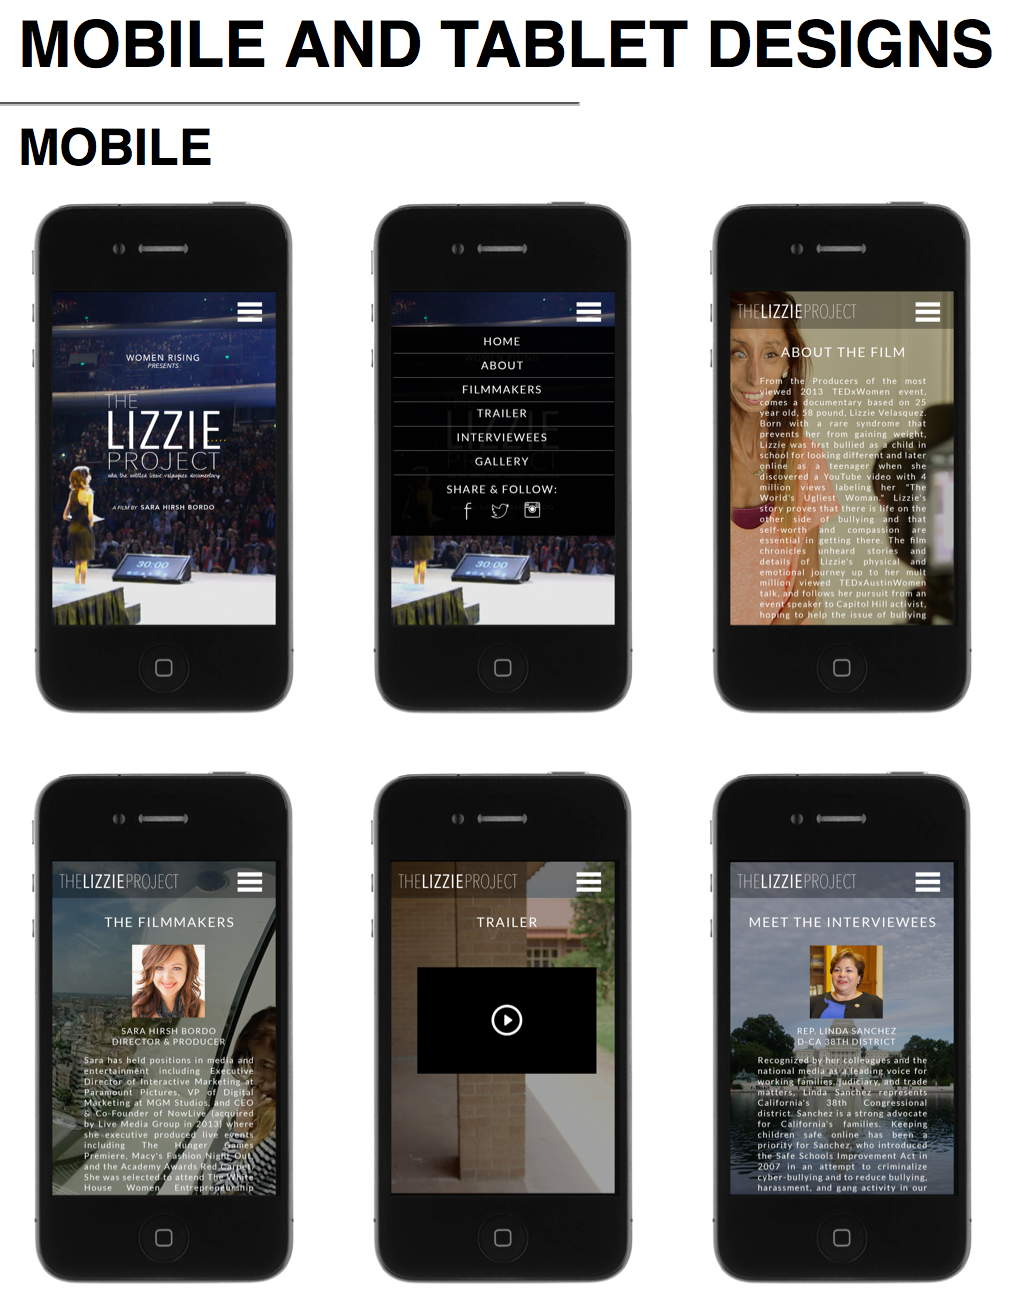 MOBILE AND TABLET DESIGNS
MOBILE
WOMEN RISING
PRESENTS
THE
LIZZIE
PROJECT
aka the untitled lizzie velasquez documentary
A FILM BY SARA HIRSH BORDO
30:00
HOME
ABOUT
FILMMAKERS
TRAILER
INTERVIEWEES
GALLERY
SHARE & FOLLOW:
30:00
THELIZZIEPROJECT
ABOUT THE FILM
From the Producers of the most
viewed 2013 TEDxWomen event,
comes a documentary based on 25
year old, 58 pound, Lizzie Velasquez.
Born with a rare syndrome that
prevents her from gaining weight,
Lizzie was first bullied as a child in
school for looking different and later
online as a teenager when she
discovered a YouTube video with 4
million views labeling her "The
World's Ugliest Woman." Lizzie's
story proves that there is life on the
other side of bullying and that
self-worth and compassion are
essential in getting there. The film
chronicles unheard stories and
details of Lizzie's physical and
emotional journey up to her mult
million viewed TEDxAustinWomen
talk, and follows her pursuit from an
event speaker to Capitol Hill activist,
hoping to help the issue of bullying
THELIZZIEPROJECT
THE FILMMAKERS
SARA HIRSH BORDO
DIRECTOR & PRODUCER
Sara has held positions in media and
entertainment including Executive
Director of Interactive Marketing at
Paramount Pictures, VP of Digital
Marketing at MGM Studios, and CEO
& Co-Founder of NowLive (acquired
by Live Media Group in 2013) where
she executive produced live events
including The Hunger Games
Premiere, Macy's Fashion Night Out,
and the Academy Awards Red Carpet.
She was selected to attend The White
House Women Entrepreneurship
THELIZZIEPROJECT
TRAILER
THELIZZIEPROJECT
MEET THE INTERVIEWEES
REP. LINDA SANCHEZ
D-CA 38TH DISTRICT
Recognized by her colleagues and the
national media as a leading voice for
working families, judiciary, and trade
matters, Linda Sanchez represents
California's 38th Congressional
district. Sanchez is a strong advocate
for California's families. Keeping
children safe online has been a
priority for Sanchez, who introduced
the Safe Schools Improvement Act in
2007 in an attempt to criminalize
cyber-bullying and to reduce bullying,
harassment, and gang activity in our